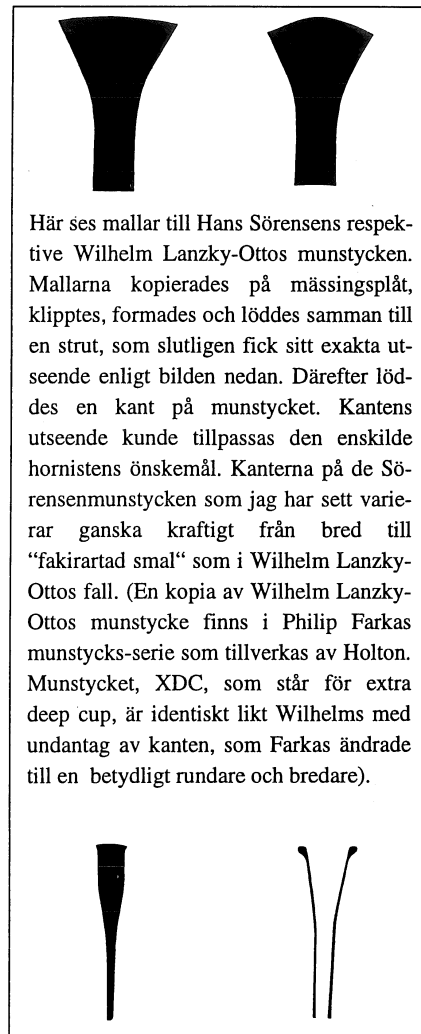 Här ses mallar till Hans Sörensens respek-
tive Wilhelm Lanzky-Ottos munstycken.
Mallarna kopierades på mässingsplåt,
klipptes, formades och löddes samman till
en strut, som slutligen fick sitt exakta ut-
seende enligt bilden nedan. Därefter löd-
des en kant på munstycket. Kantens
utseende kunde tillpassas den enskilde
hornistens önskemål. Kanterna på de Sö-
rensenmunstycken som jag har sett varie-
rar ganska kraftigt från bred till
“fakirartad smal“ som i Wilhelm Lanzky-
Ottos fall. (En kopia av Wilhelm Lanzky-
Ottos munstycke finns i Philip Farkas
munstycks-serie som tillverkas av Holton.
Munstycket, XDC, som står för extra
deep cup, är identiskt likt Wilhelms med
undantag av kanten, som Farkas ändrade
till en betydligt rundare och bredare).